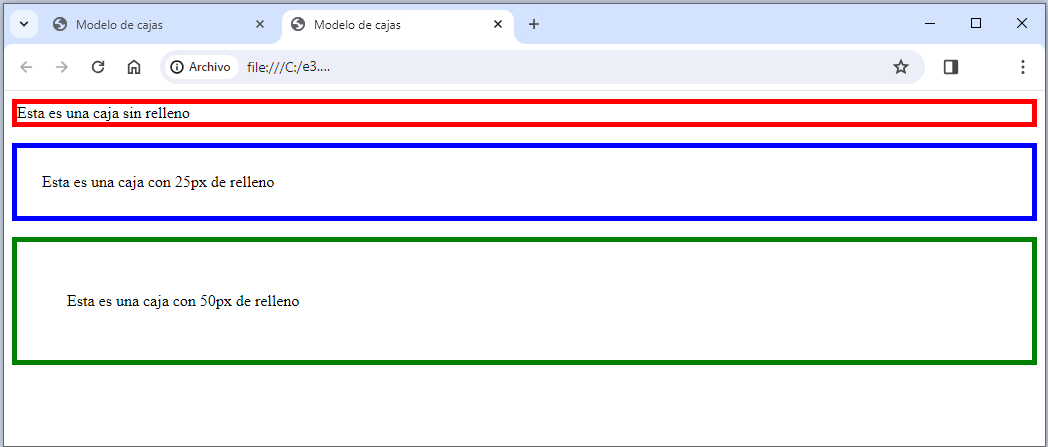 Modelo de cajas
Modelo de cajas
Archivo
file:///C:/e3....
Esta es una caja sin relleno
Esta es una caja con 25px de relleno
Esta es una caja con 50px de relleno